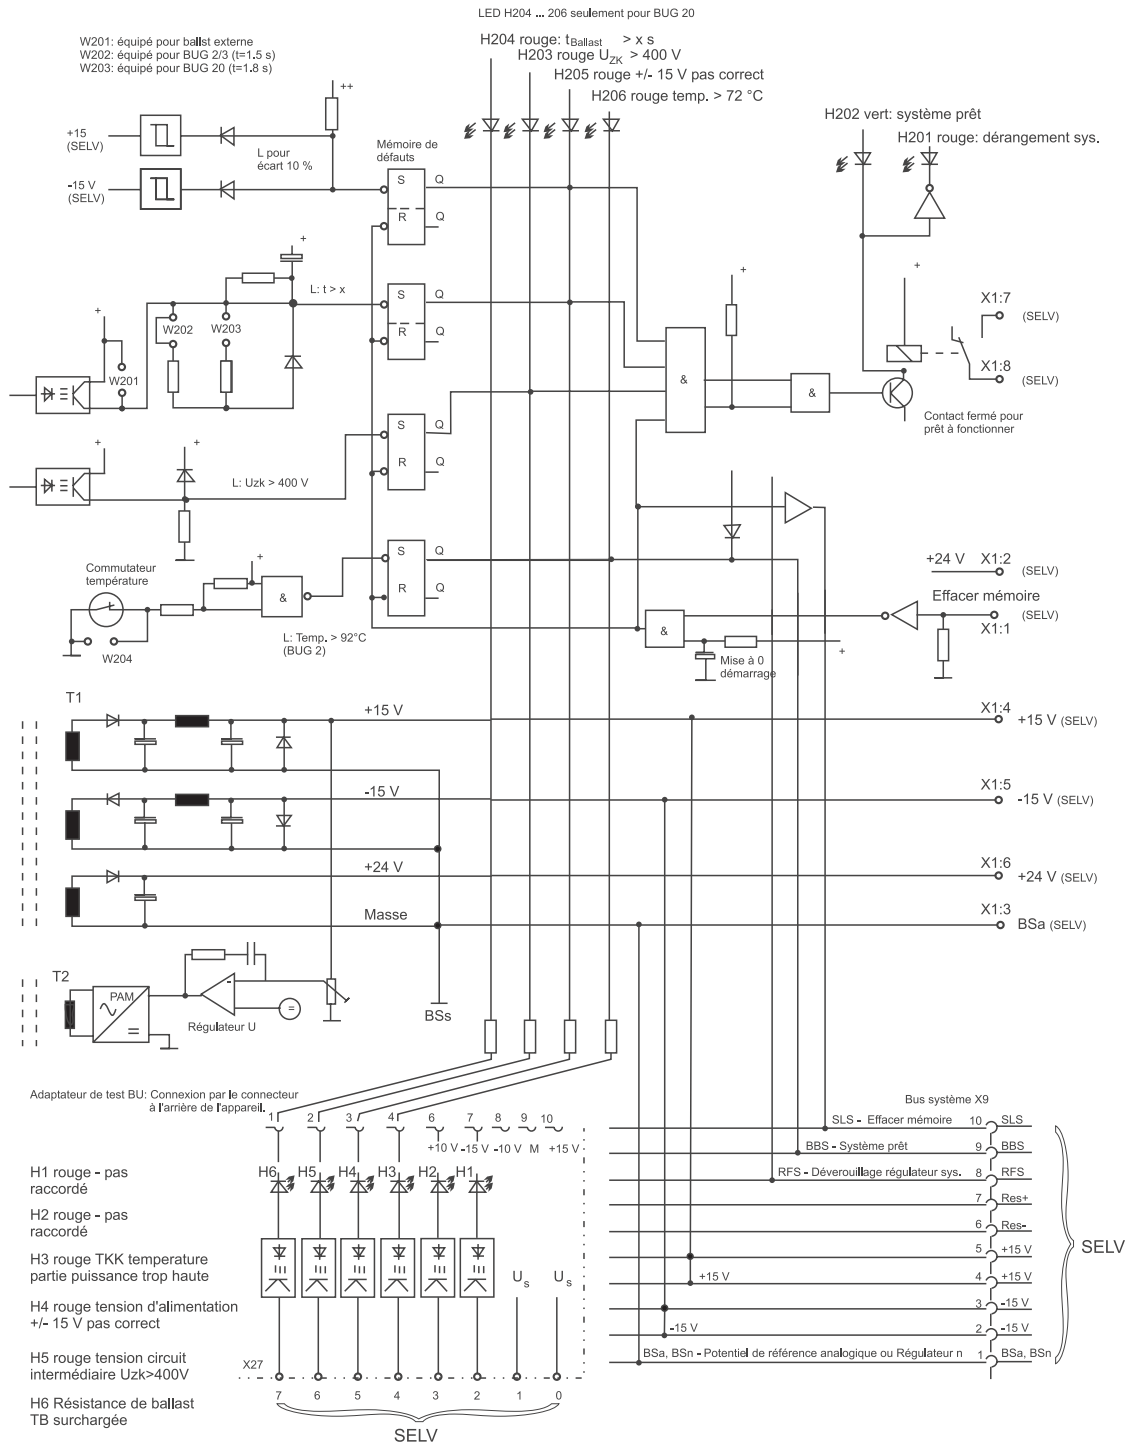 LED H204 ... 206 seulement pour BUG 20
H204 rouge: tBallast > x s
H203 rouge UZK > 400 V
H205 rouge +/- 15 V pas correct
H206 rouge temp. > 72 °C
W201: équipé pour ballst externe
W202: équipé pour BUG 2/3 (t=1.5 s)
W203: équipé pour BUG 20 (t=1.8 s)
H202 vert: système prêt
H201 rouge: dérangement sys.
++
+15
(SELV)
L pour
écart 10 %
-15 V
(SELV)
Mémoire de
défauts
S
Q
R
Q
+
L: t > x
S
Q
R
Q
+
W202
W203
W201
+
+
X1:7
(SELV)
X1:8
(SELV)
&
&
Contact fermé pour
prêt à fonctionner
+
+
L: Uzk > 400 V
S
Q
R
Q
S
Q
R
Q
Commutateur
température
+
&
W204
L: Temp. > 92°C
(BUG 2)
+24 V X1:2
(SELV)
Effacer mémoire
(SELV)
X1:1
&
Mise à 0
démarrage
+
T1
+15 V
X1:4
+15 V (SELV)
-15 V
X1:5
-15 V (SELV)
+24 V
X1:6
+24 V (SELV)
Masse
X1:3
BSa (SELV)
T2
PAM
-
=
Régulateur U
BSs
Adaptateur de test BU: Connexion par le connecteur
à l'arrière de l'appareil.
1 2 3 4 6 7 8 9 10
+10 V -15 V -10 V M +15 V
H6 H5 H4 H3 H2 H1
H1 rouge - pas
raccordé
H2 rouge - pas
raccordé
H3 rouge TKK temperature
partie puissance trop haute
H4 rouge tension d'alimentation
+/- 15 V pas correct
H5 rouge tension circuit
intermédiaire Uzk>400V
H6 Résistance de ballast
TB surchargée
Us Us
X27
7 6 5 4 3 2 1 0
SELV
Bus système X9
SLS - Effacer mémoire 10 SLS
BBS - Système prêt 9 BBS
RFS - Déverouillage régulateur sys. 8 RFS
7 Res+
6 Res-
5 +15 V
+15 V 4 +15 V
3 -15 V
-15 V 2 -15 V
BSa, BSn - Potentiel de référence analogique ou Régulateur n 1 BSa, BSn
SELV